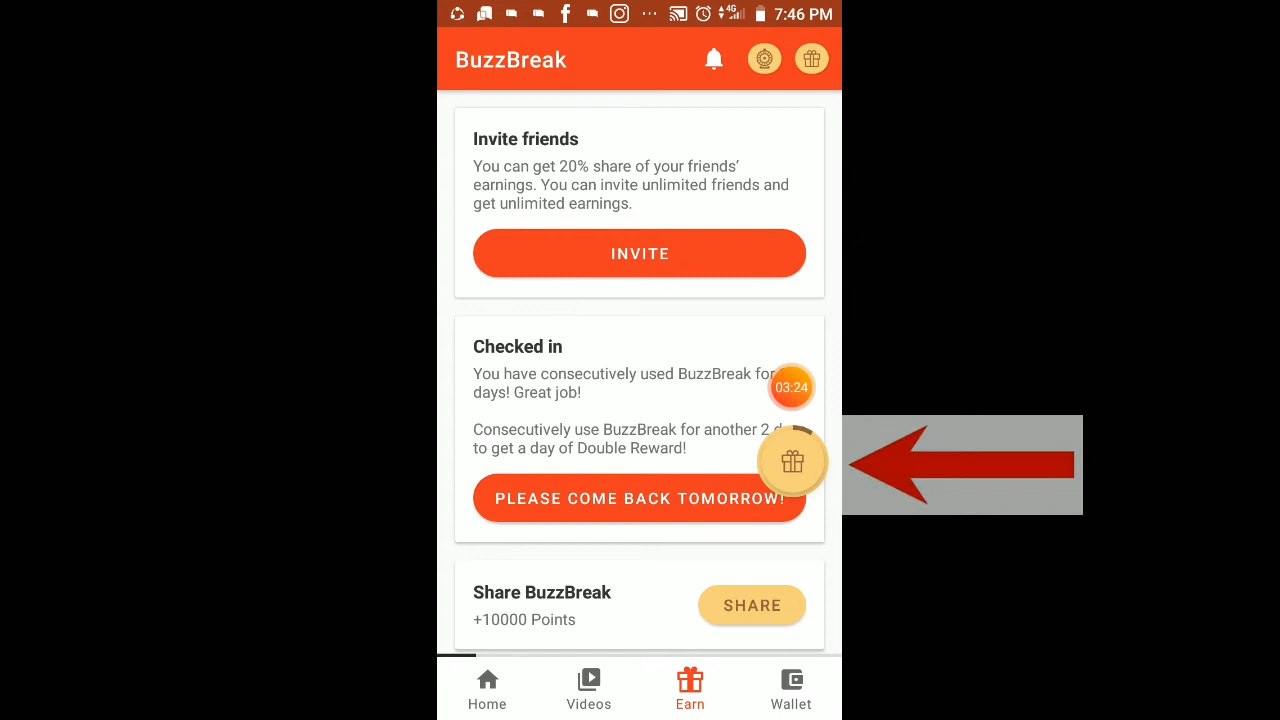 4G 7:46 PM
BuzzBreak
Invite friends
You can get 20% share of your friends’
earnings. You can invite unlimited friends and
get unlimited earnings.
INVITE
Checked in
You have consecutively used BuzzBreak for
days! Great job!
03:24
Consecutively use BuzzBreak for another 2
to get a day of Double Reward!
PLEASE COME BACK TOMORROW!
Share BuzzBreak
+10000 Points
SHARE
Home Videos Earn Wallet